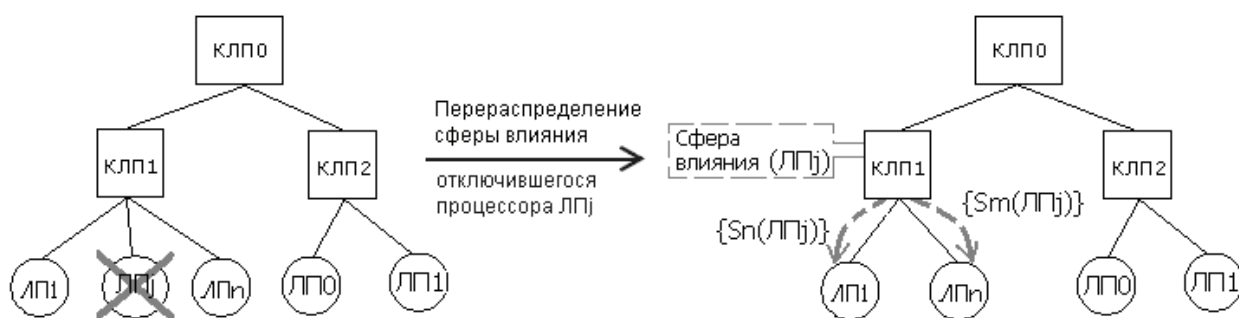 КЛП0
КЛП1
КЛП2
ЛП1
ЛПj
ЛПn
ЛП0
ЛП1
Перераспределение
сферы влияния
отключившегося
процессора ЛПj
КЛП0
Сфера
влияния (ЛПj)
КЛП1
КЛП2
{Sn(ЛПj)}
{Sm(ЛПj)}
ЛП1
ЛПn
ЛП0
ЛП1